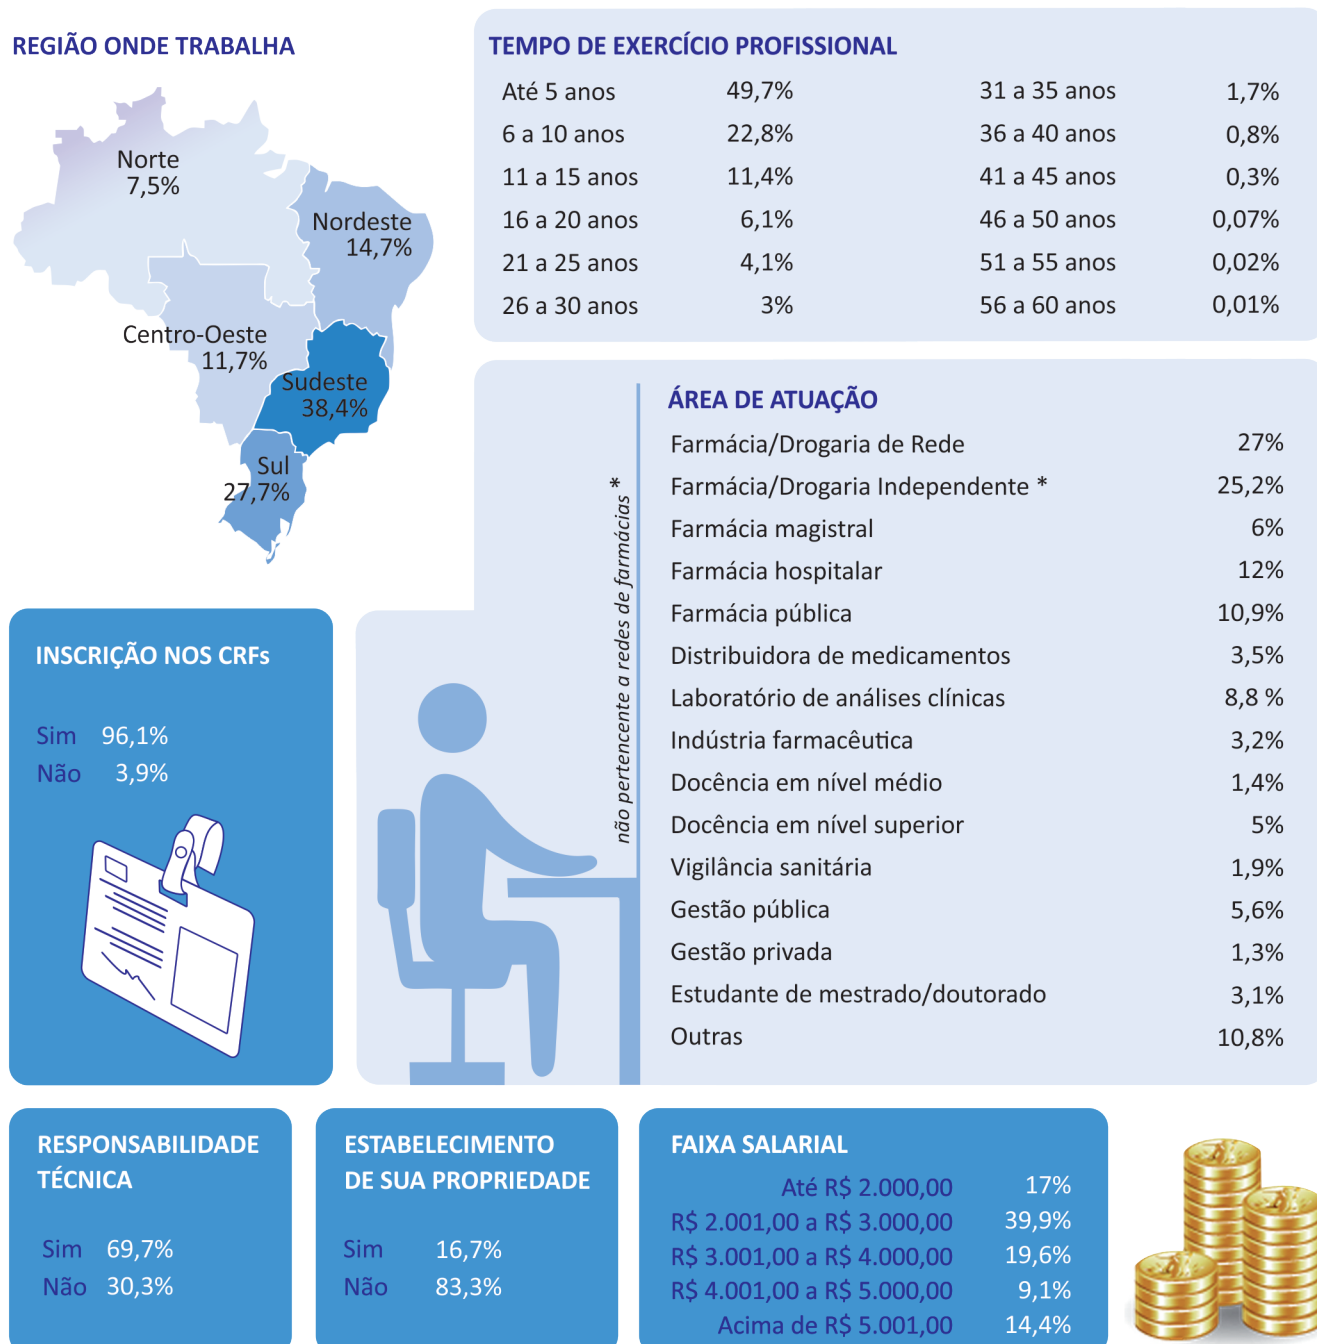 REGIÃO ONDE TRABALHA
Norte
7,5%
Nordeste
14,7%
Centro-Oeste
11,7%
Sudeste
38,4%
Sul
27,7%
TEMPO DE EXERCÍCIO PROFISSIONAL
Até 5 anos 49,7%
6 a 10 anos 22,8%
11 a 15 anos 11,4%
16 a 20 anos 6,1%
21 a 25 anos 4,1%
26 a 30 anos 3%
31 a 35 anos 1,7%
36 a 40 anos 0,8%
41 a 45 anos 0,3%
46 a 50 anos 0,07%
51 a 55 anos 0,02%
56 a 60 anos 0,01%
ÁREA DE ATUAÇÃO
Farmácia/Drogaria de Rede 27%
Farmácia/Drogaria Independente * 25,2%
Farmácia magistral 6%
Farmácia hospitalar 12%
Farmácia pública 10,9%
Distribuidora de medicamentos 3,5%
Laboratório de análises clínicas 8,8 %
Indústria farmacêutica 3,2%
Docência em nível médio 1,4%
Docência em nível superior 5%
Vigilância sanitária 1,9%
Gestão pública 5,6%
Gestão privada 1,3%
Estudante de mestrado/doutorado 3,1%
Outras 10,8%
não pertencente a redes de farmácias *
INSCRIÇÃO NOS CRFs
Sim 96,1%
Não 3,9%
RESPONSABILIDADE
TÉCNICA
Sim 69,7%
Não 30,3%
ESTABELECIMENTO
DE SUA PROPRIEDADE
Sim 16,7%
Não 83,3%
FAIXA SALARIAL
Até R$ 2.000,00 17%
R$ 2.001,00 a R$ 3.000,00 39,9%
R$ 3.001,00 a R$ 4.000,00 19,6%
R$ 4.001,00 a R$ 5.000,00 9,1%
Acima de R$ 5.001,00 14,4%